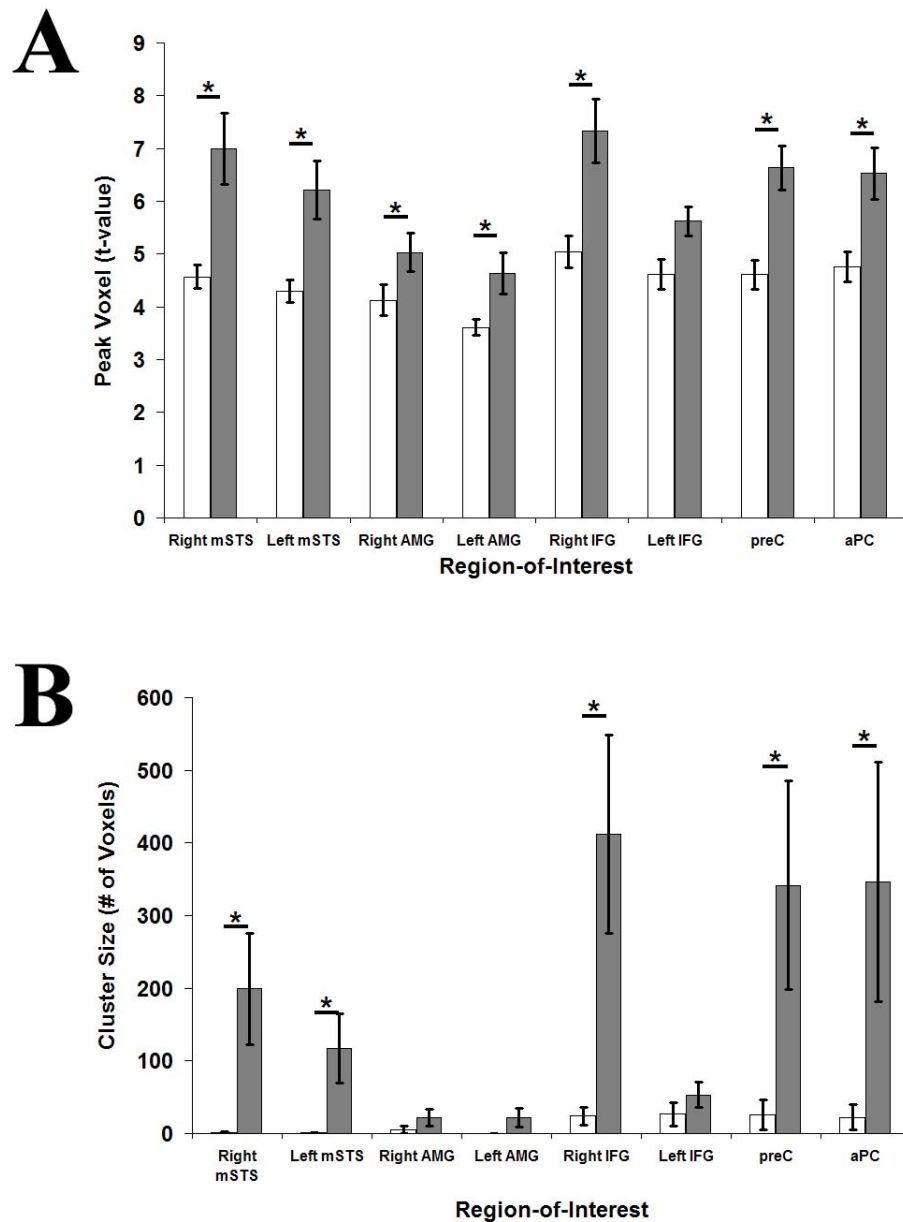 A
Peak Voxel (t-value)
9
8
7
6
5
4
3
2
1
0
* * * * * * *
Right mSTS Left mSTS Right AMG Left AMG Right IFG Left IFG preC aPC
Region-of-Interest
B
Cluster Size (# of Voxels)
600
500
400
300
200
100
0
* * * * *
Right mSTS Left mSTS Right AMG Left AMG Right IFG Left IFG preC aPC
Region-of-Interest